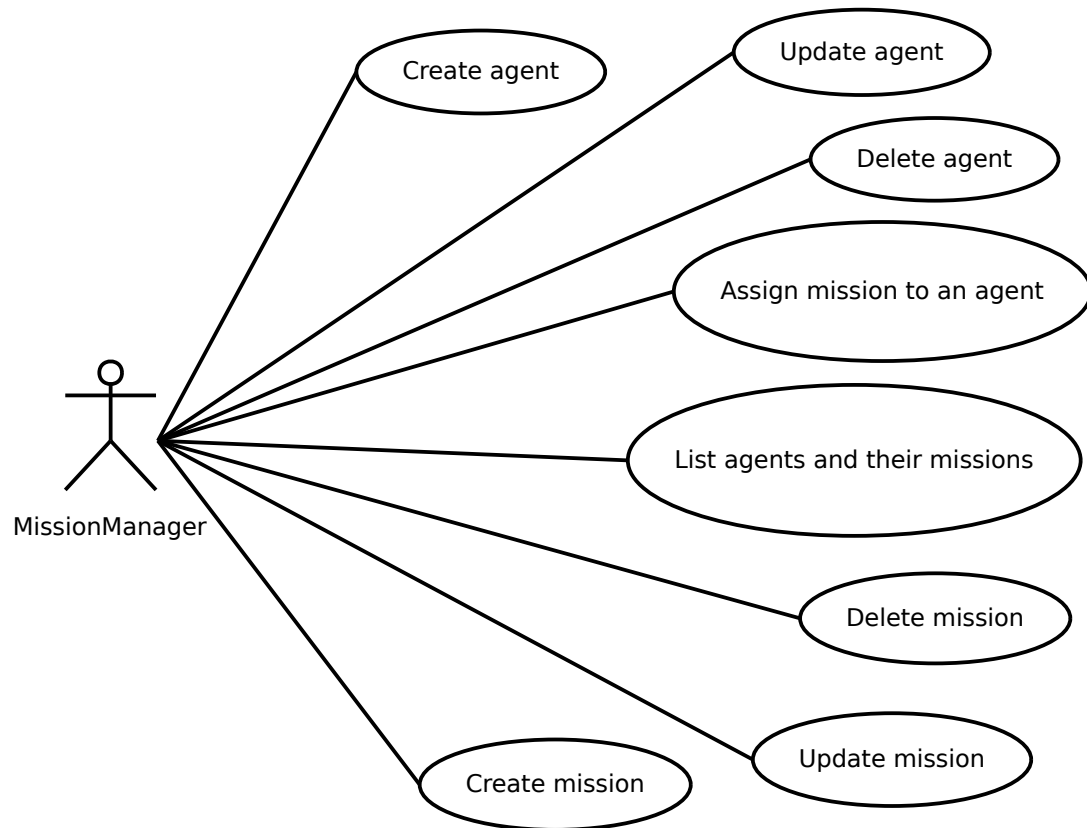 Update agent
Create agent
Delete agent
Assign mission to an agent
List agents and their missions
MissionManager
Delete mission
Update mission
Create mission